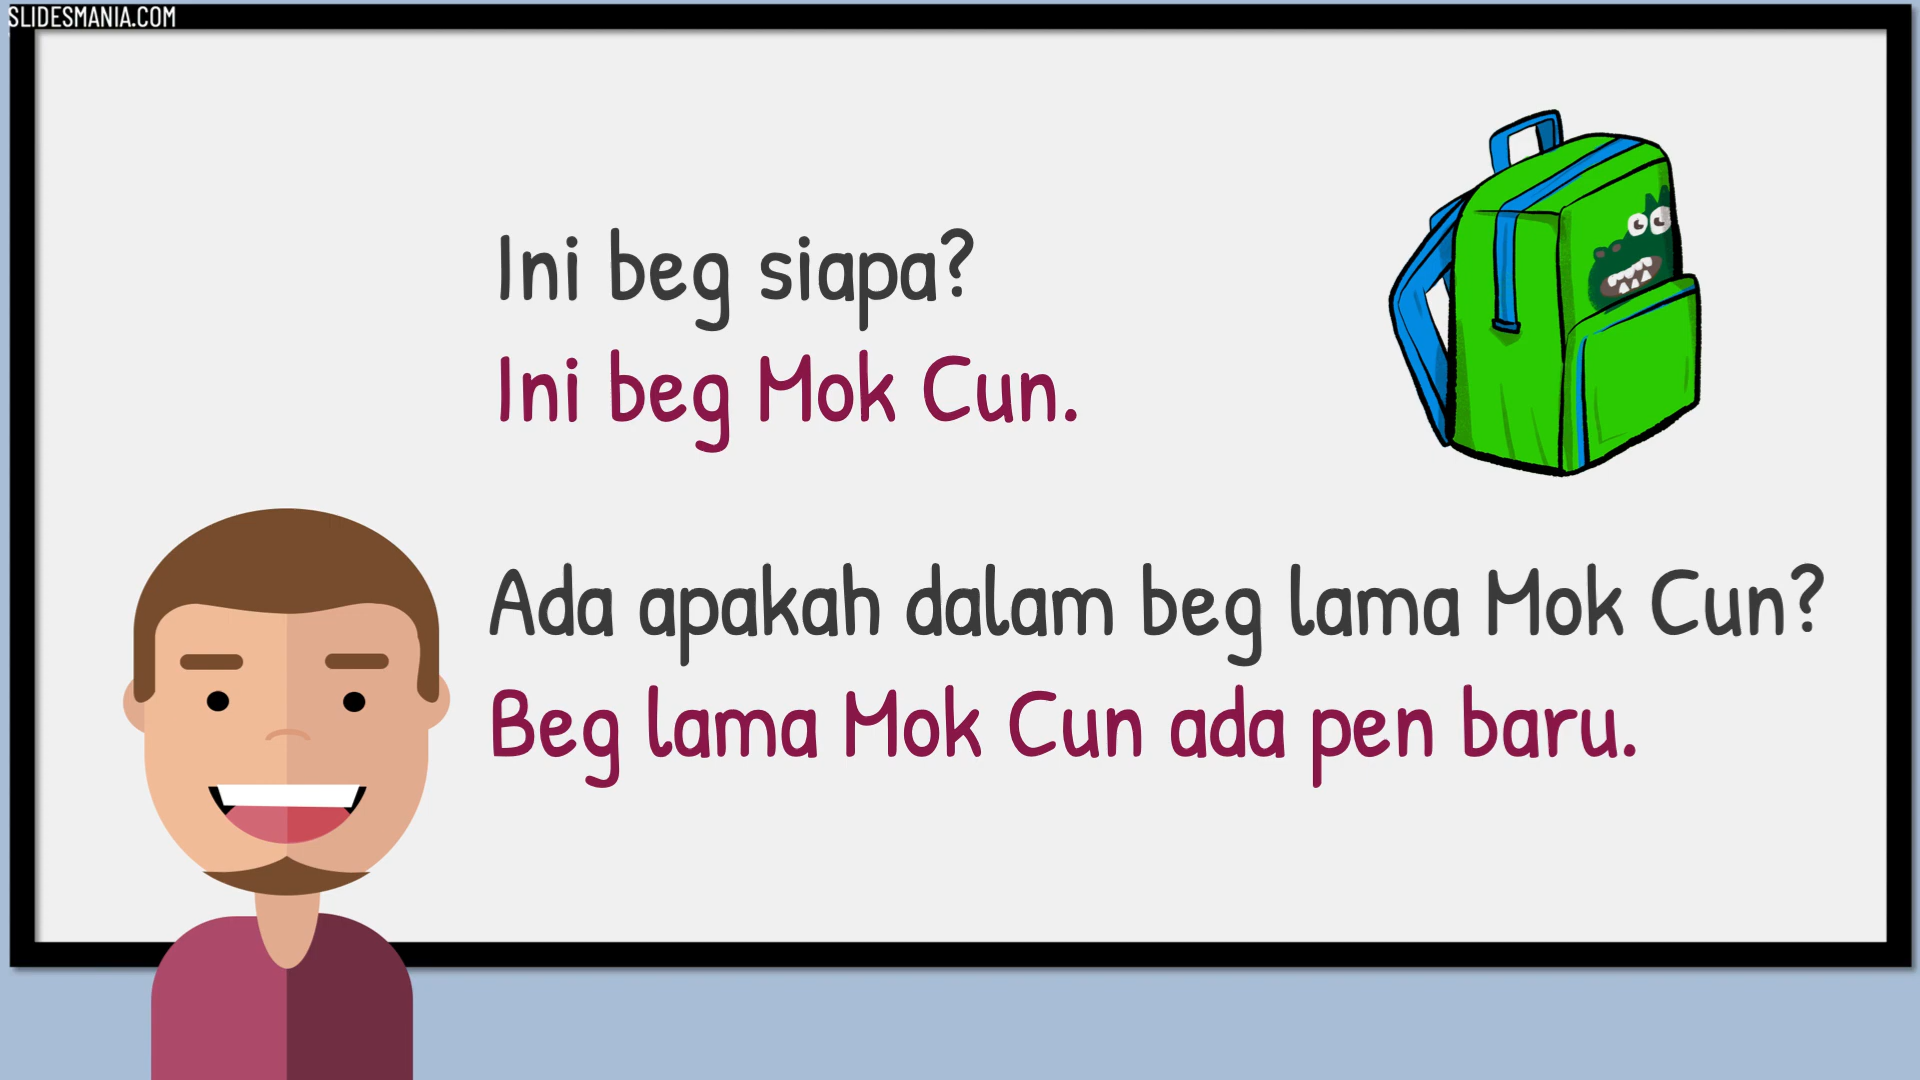 SLIDESMANIA.COM
Ini beg siapa?
Ini beg Mok Cun.
Ada apakah dalam beg lama Mok Cun?
Beg lama Mok Cun ada pen baru.